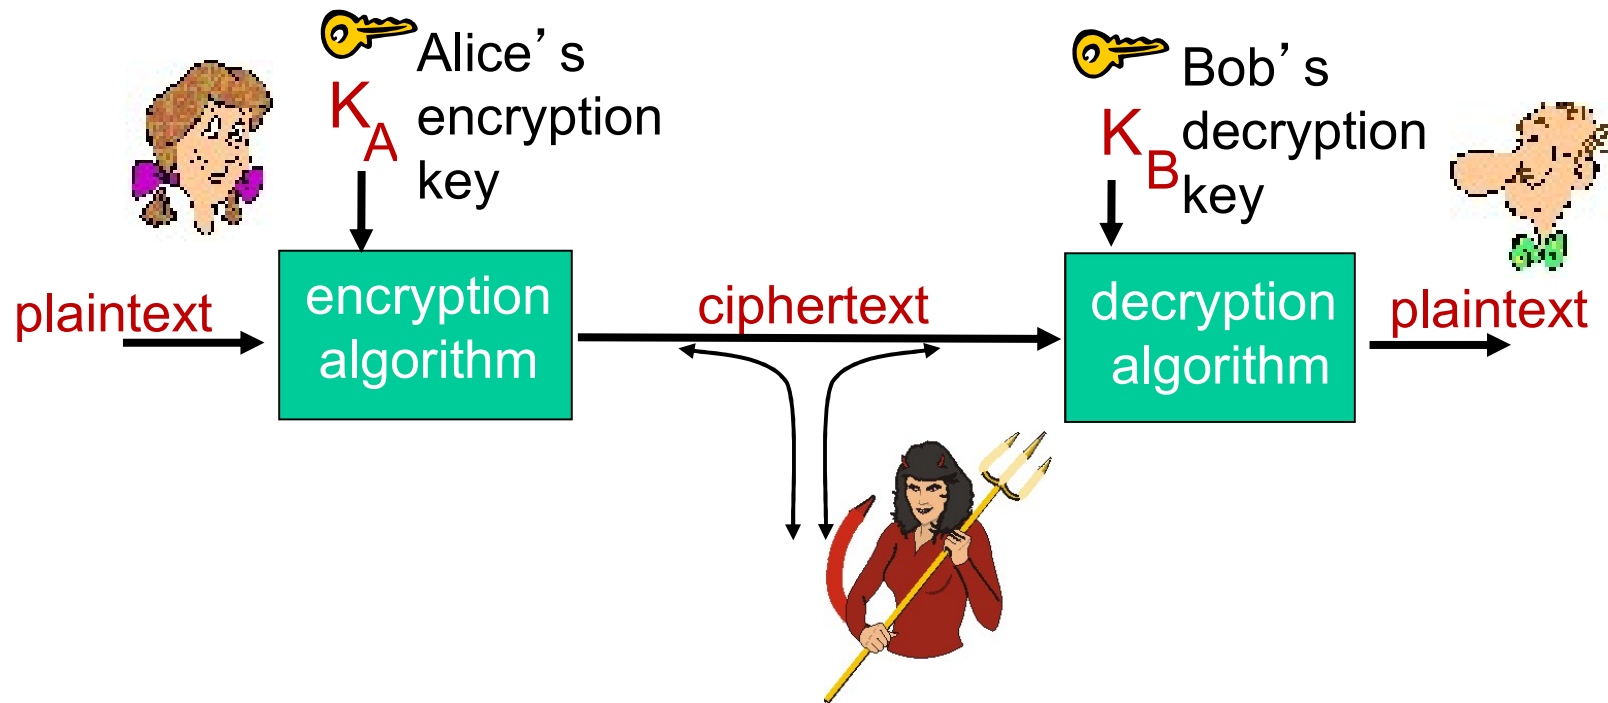 Alice’s
encryption
key
K
A
Bob’s
decryption
key
K
B
plaintext
encryption
algorithm
ciphertext
decryption
algorithm
plaintext